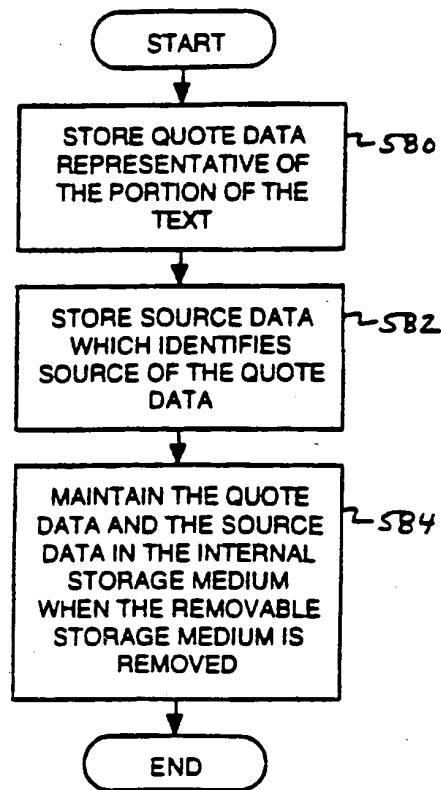 START
STORE QUOTE DATA
REPRESENTATIVE OF
THE PORTION OF THE
TEXT
580
STORE SOURCE DATA
WHICH IDENTIFIES
SOURCE OF THE QUOTE
DATA
582
MAINTAIN THE QUOTE
DATA AND THE SOURCE
DATA IN THE INTERNAL
STORAGE MEDIUM
WHEN THE REMOVABLE
STORAGE MEDIUM IS
REMOVED
584
END